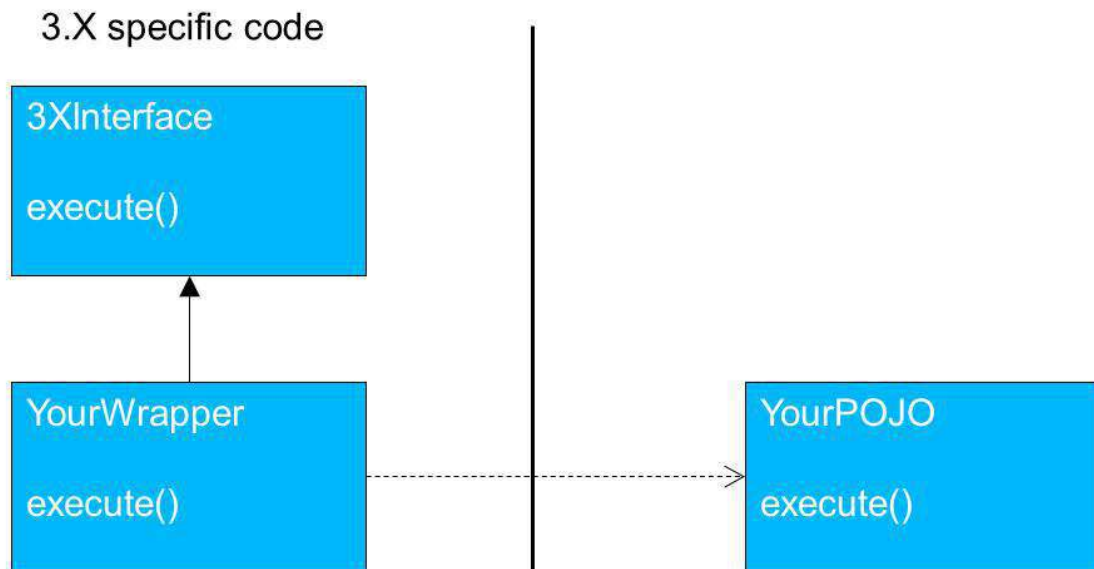 3.X specific code
3XInterface
execute()
YourWrapper
execute()
YourPOJO
execute()